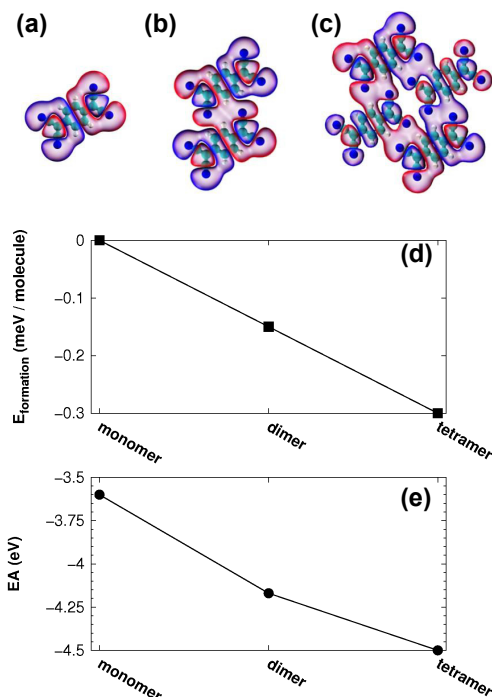 (a) (b) (c)
(d)
0
−0.1
−0.2
−0.3
E_formation (meV / molecule)
monomer dimer tetramer
(e)
−3.5
−3.75
−4
−4.25
−4.5
EA (eV)
monomer dimer tetramer